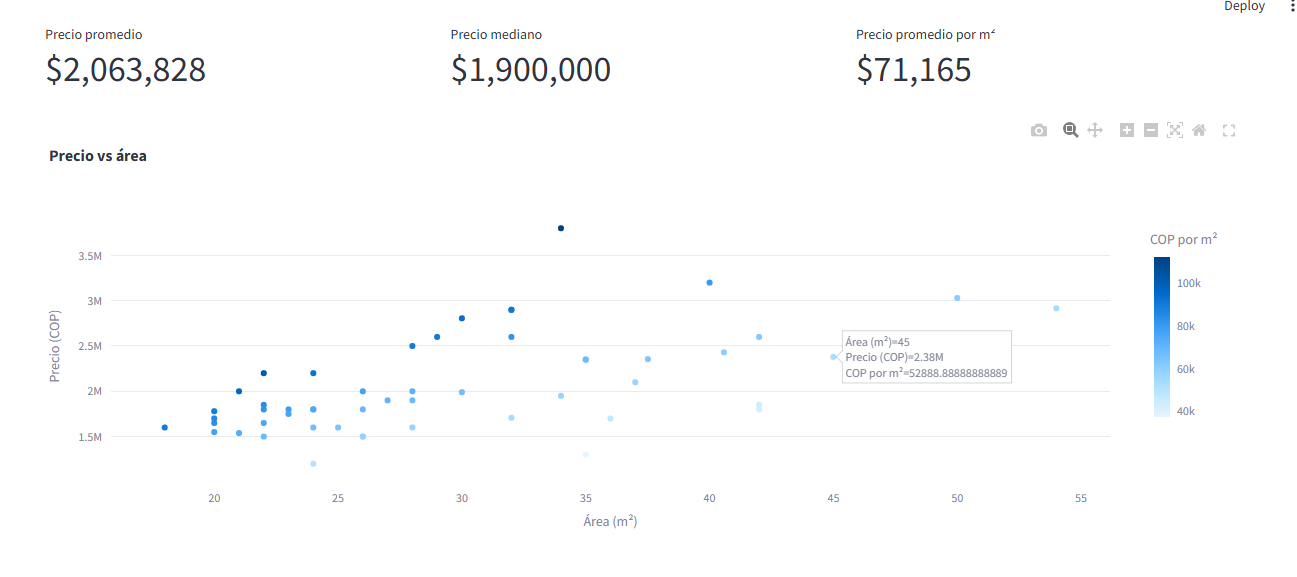 Deploy
Precio promedio
Precio mediano
Precio promedio por m²
$2,063,828
$1,900,000
$71,165
Precio vs área
COP por m²
100k
80k
60k
40k
Precio (COP)
3.5M
3M
2.5M
2M
1.5M
Área (m²)=45
Precio (COP)=2.38M
COP por m²=52888.88888888889
20
25
30
35
40
45
50
55
Área (m²)